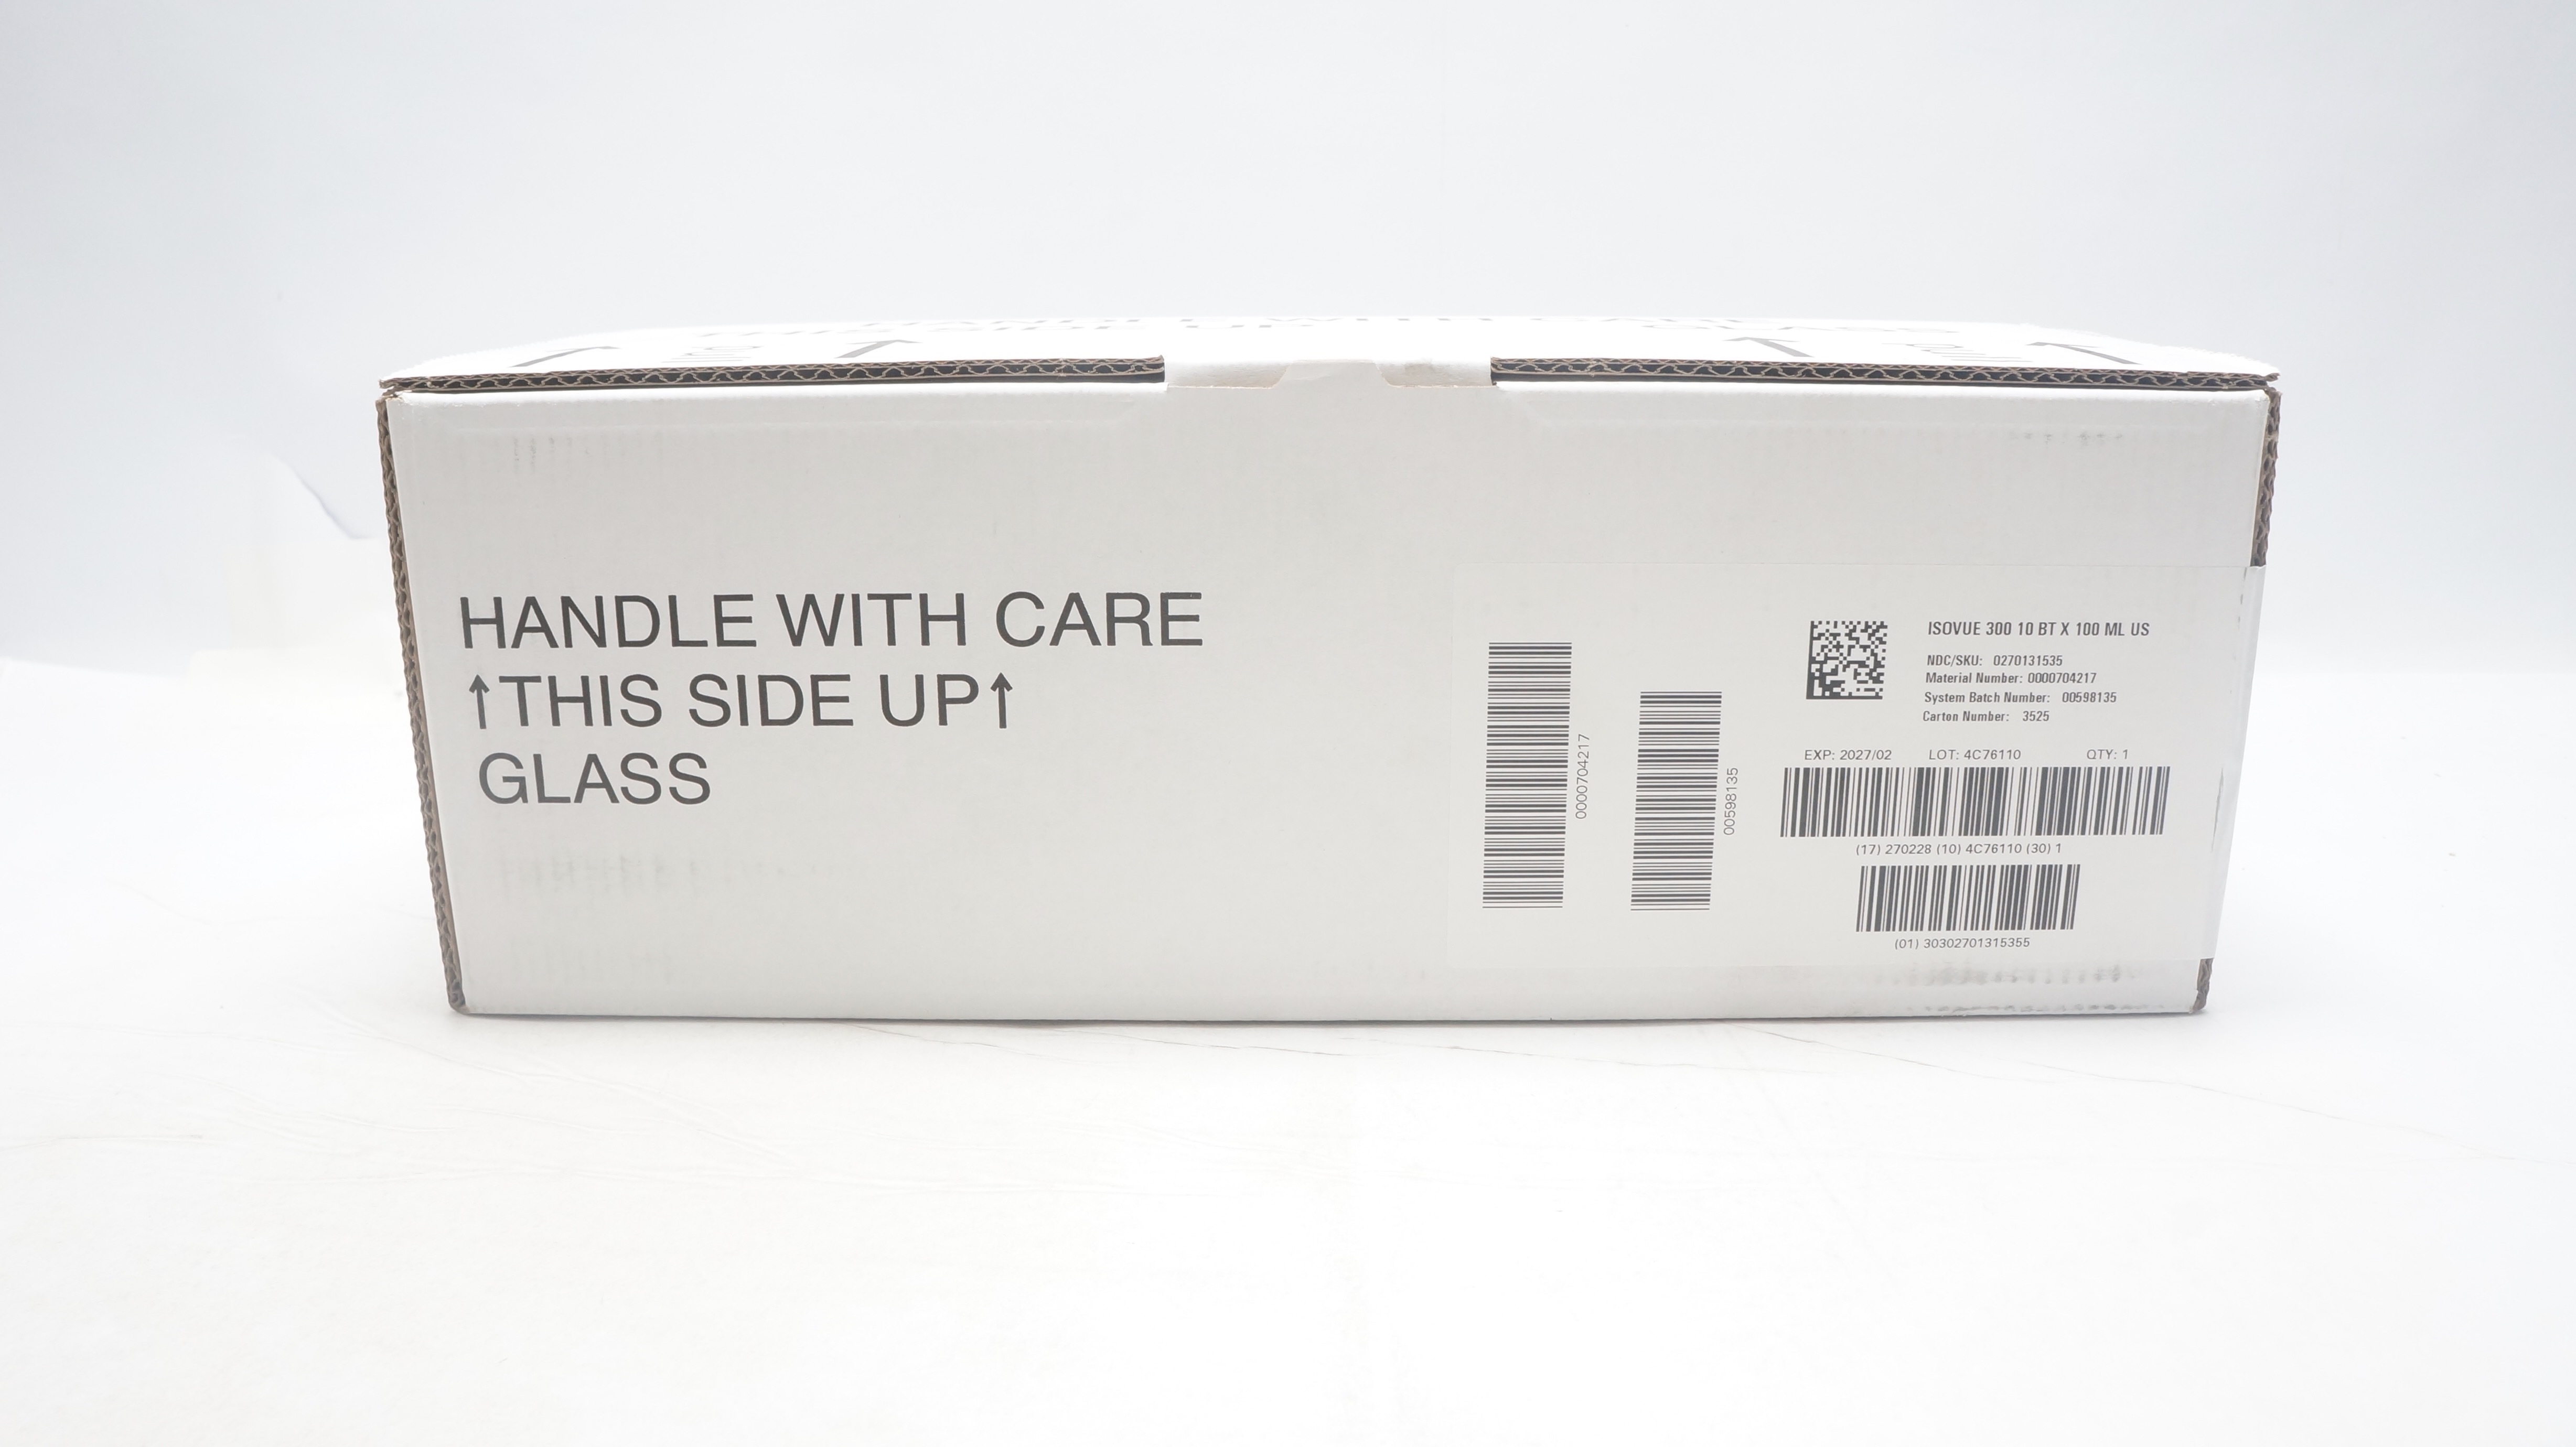 HANDLE WITH CARE
↑THIS SIDE UP↑
GLASS
0000704217
00598135
ISOVUE 300 10 BT X 100 ML US
NDC/SKU: 0270131535
Material Number: 0000704217
System Batch Number: 00598135
Carton Number: 3525
EXP: 2027/02 LOT: 4C76110 QTY: 1
(17) 270228 (10) 4C76110 (30) 1
(01) 30302701315355